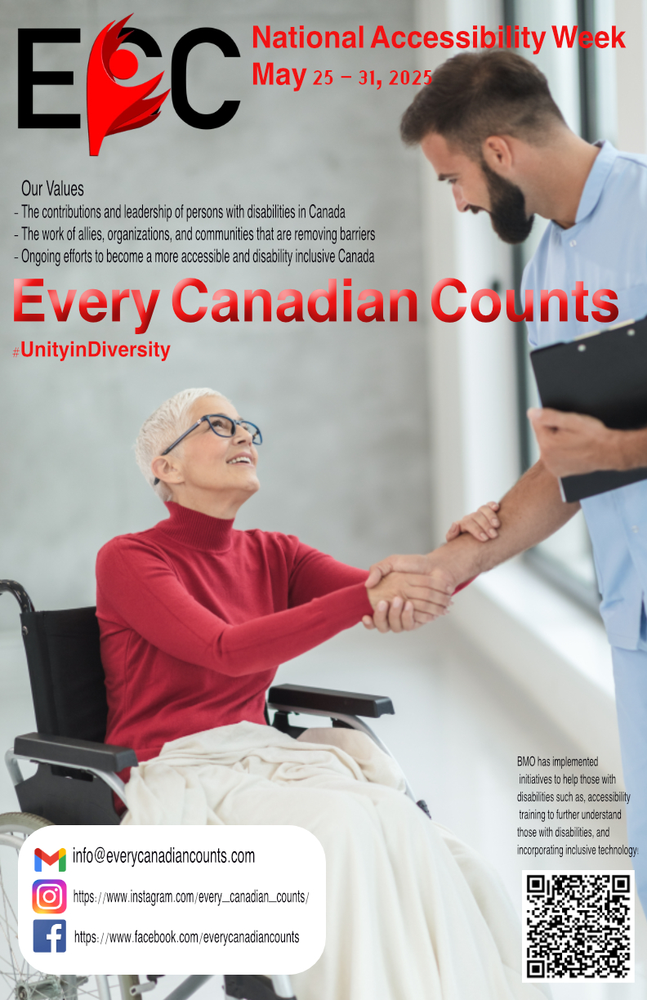 ECC
National Accessibility Week
May 25 - 31, 2025
Our Values
- The contributions and leadership of persons with disabilities in Canada
- The work of allies, organizations, and communities that are removing barriers
- Ongoing efforts to become a more accessible and disability inclusive Canada
Every Canadian Counts
#UnityinDiversity
BMO has implemented
initiatives to help those with
disabilities such as, accessibility
training to further understand
those with disabilities, and
incorporating inclusive technology.
info@everycanadiancounts.com
https://www.instagram.com/every_canadian_counts/
https://www.facebook.com/everycanadiancounts